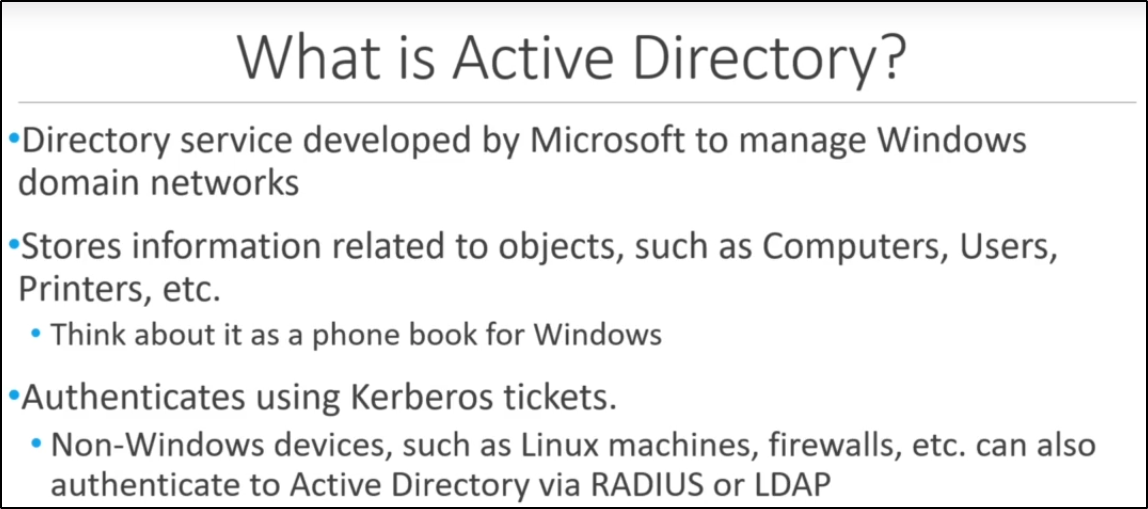 What is Active Directory?
•Directory service developed by Microsoft to manage Windows
domain networks
•Stores information related to objects, such as Computers, Users,
Printers, etc.
• Think about it as a phone book for Windows
•Authenticates using Kerberos tickets.
• Non-Windows devices, such as Linux machines, firewalls, etc. can also
authenticate to Active Directory via RADIUS or LDAP